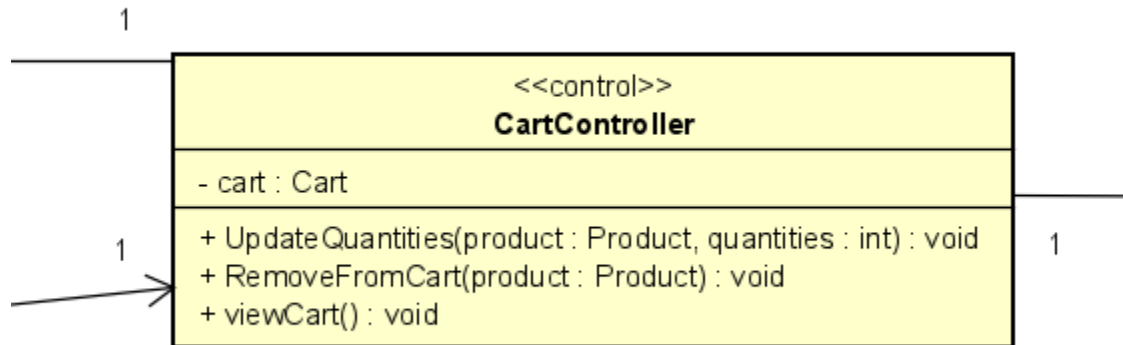 1
<<control>>
CartController
- cart : Cart
1
+ UpdateQuantities(product : Product, quantities : int) : void
1
+ RemoveFromCart(product : Product) : void
+ viewCart() : void